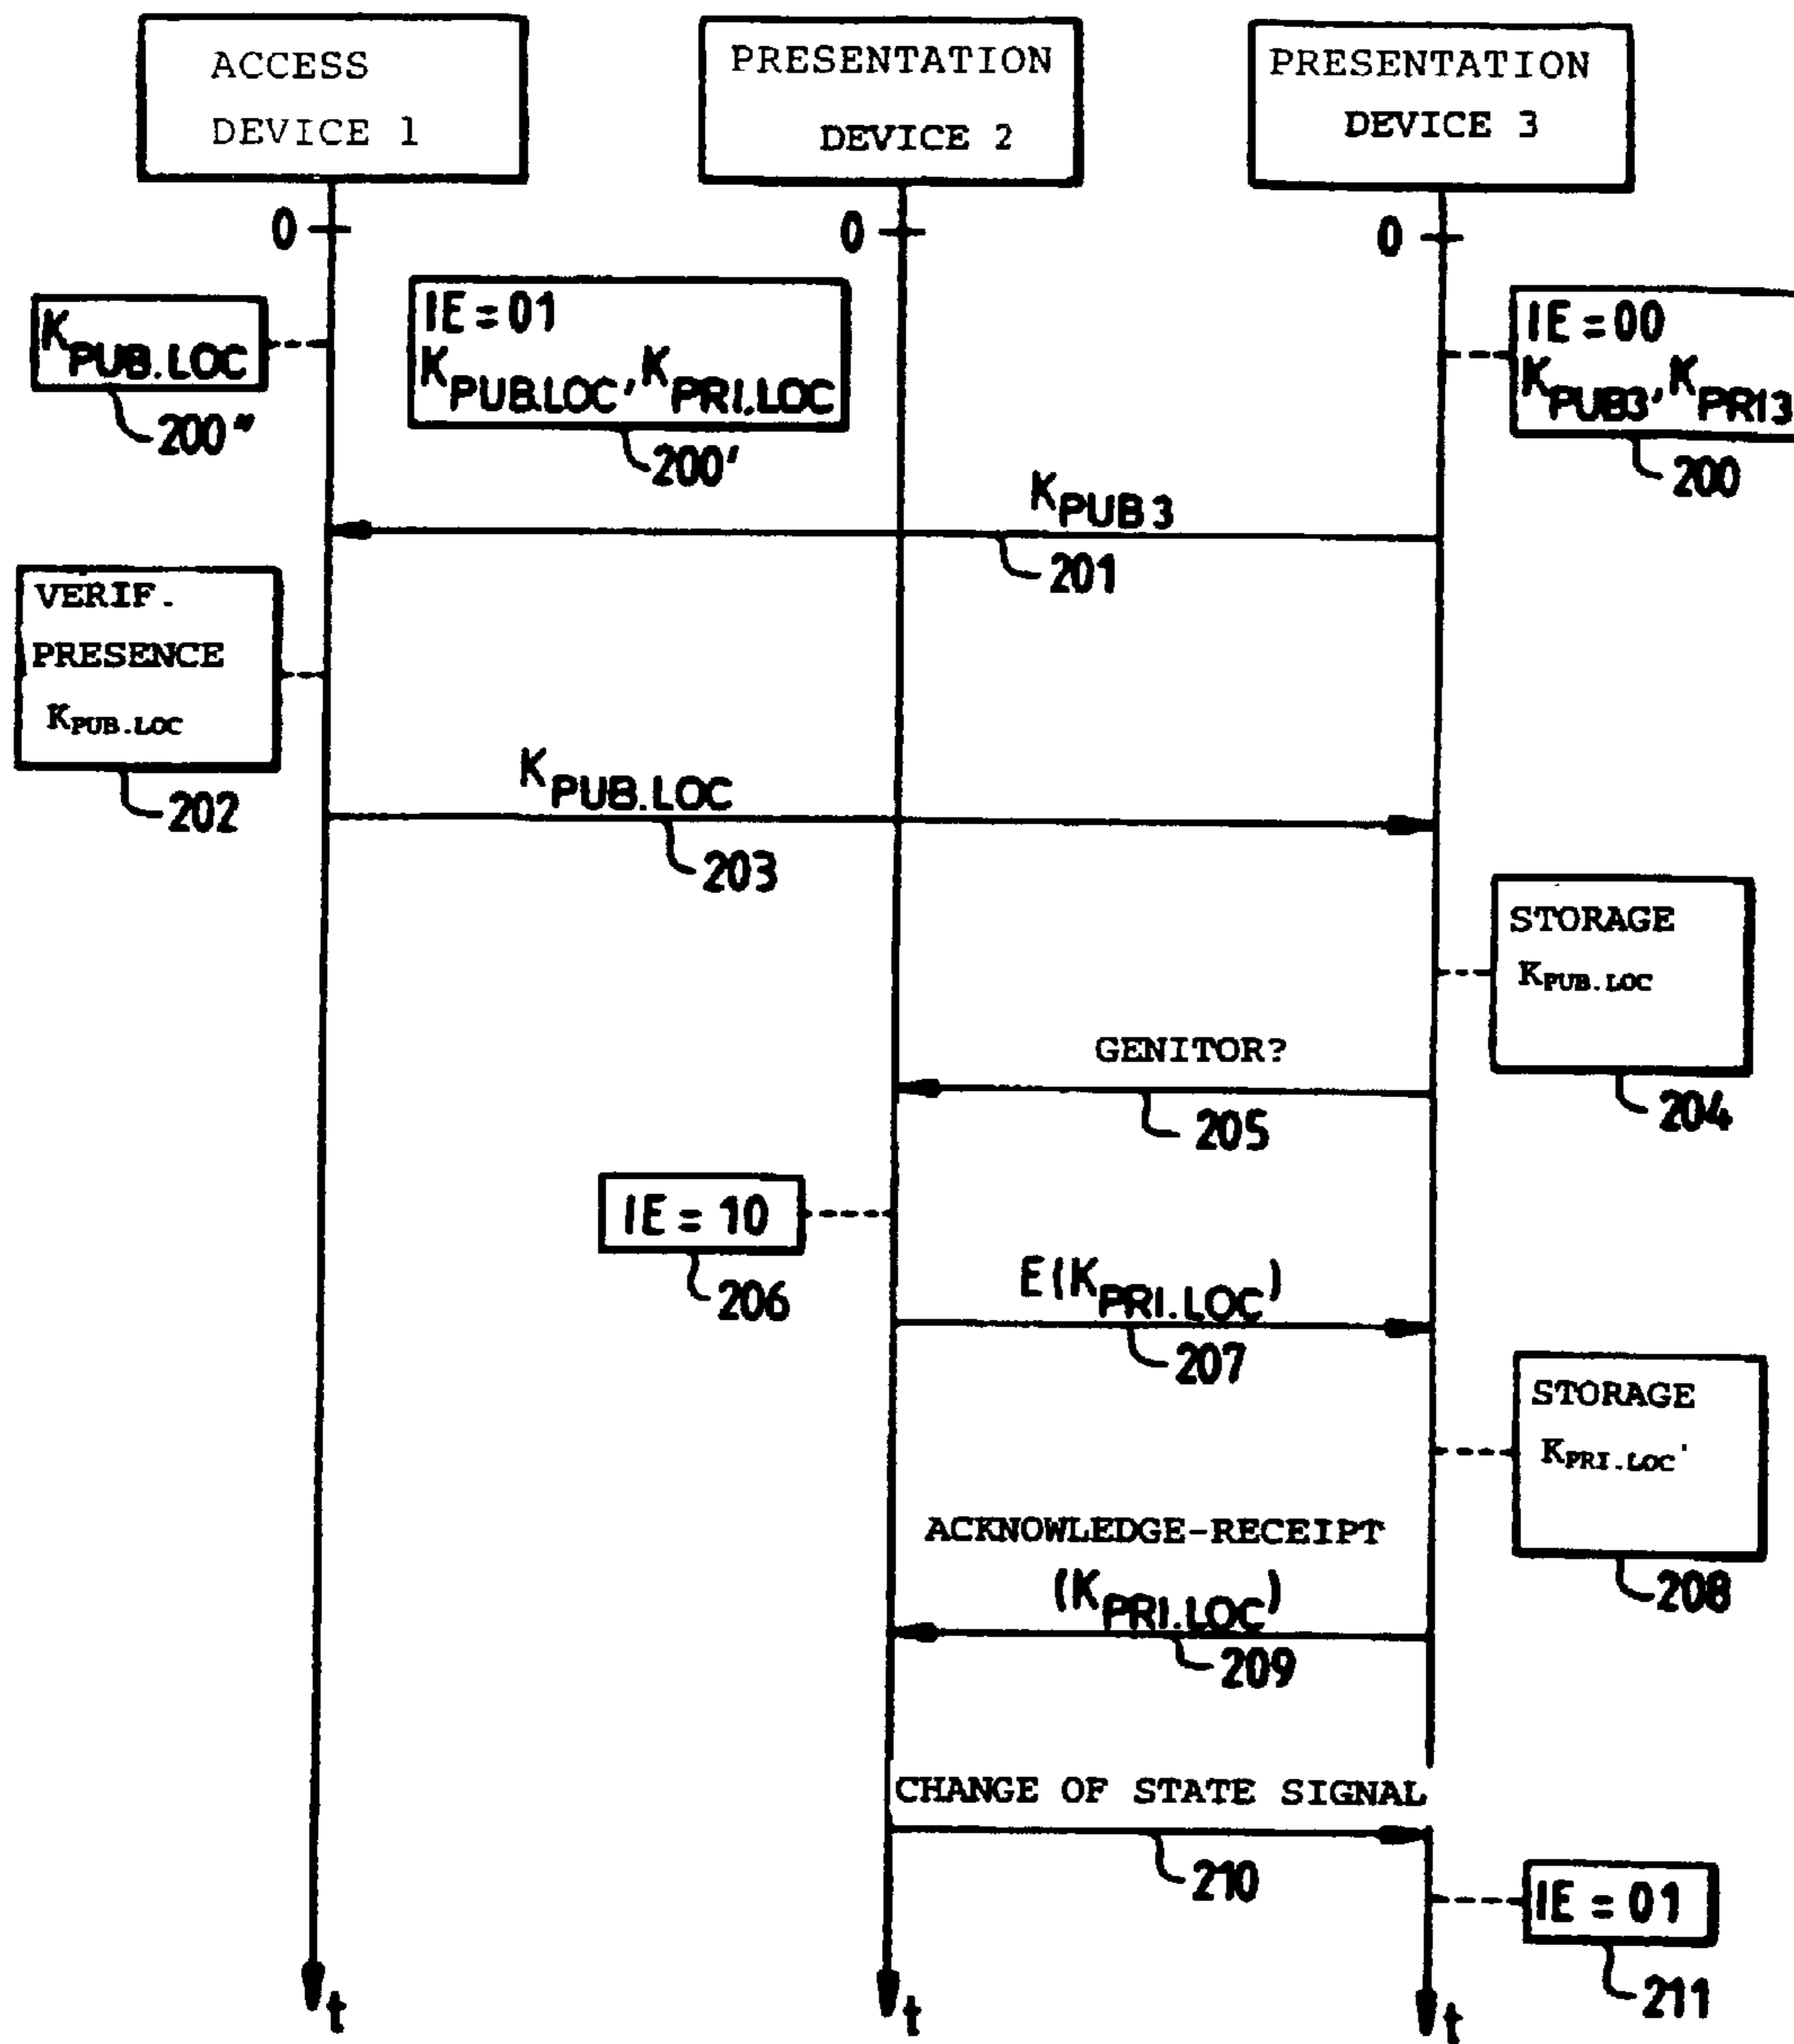 ACCESS
DEVICE 1
PRESENTATION
DEVICE 2
PRESENTATION
DEVICE 3
0
0
0
KPUB.LOC
200"
IE = 01
KPUB.LOC, KPRI.LOC
200'
IE = 00
KPUB3, KPRI3
200
KPUB3
201
VERIF.
PRESENCE
KPUB.LOC
202
KPUB.LOC
203
STORAGE
KPUB.LOC
204
GENITOR?
205
IE = 10
206
E(KPRI.LOC)
207
STORAGE
KPRI.LOC'
208
ACKNOWLEDGE-RECEIPT
(KPRI.LOC)
209
CHANGE OF STATE SIGNAL
210
IE = 01
211
t
t
t